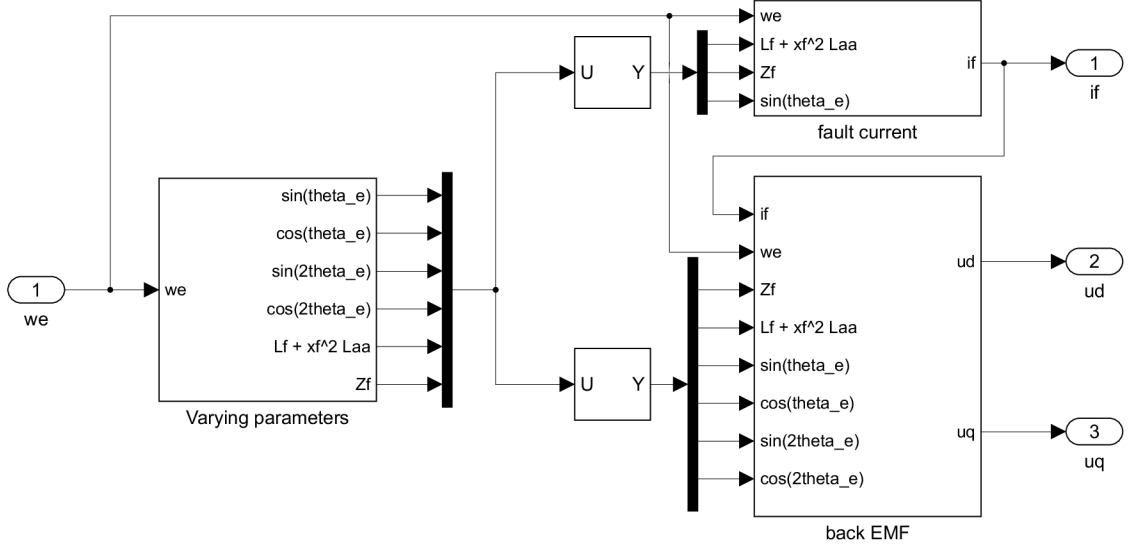 we
Lf + xf^2 Laa
Zf
sin(theta_e)
if
fault current
1
if
U Y
sin(theta_e)
cos(theta_e)
sin(2theta_e)
cos(2theta_e)
Lf + xf^2 Laa
Zf
we
Varying parameters
1
we
U Y
if
we
Zf
Lf + xf^2 Laa
sin(theta_e)
cos(theta_e)
sin(2theta_e)
cos(2theta_e)
ud
uq
back EMF
2
ud
3
uq